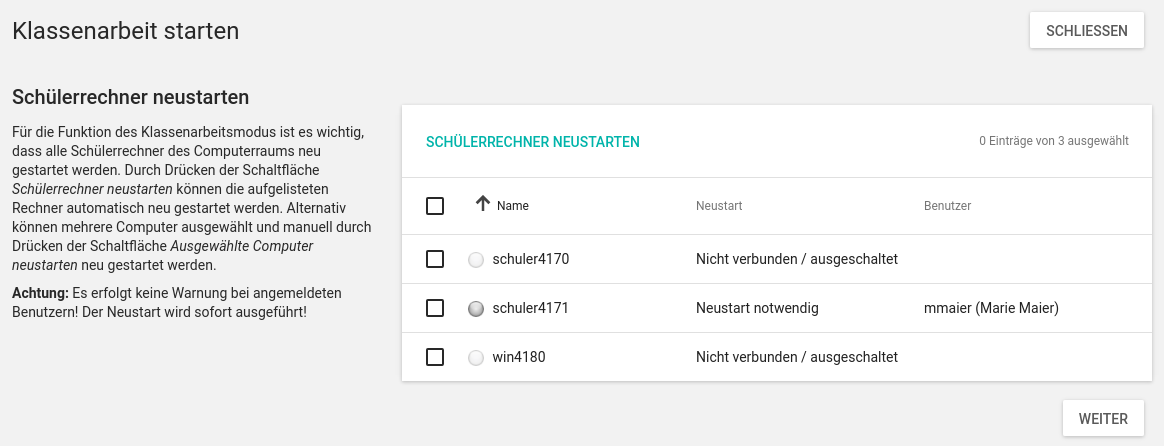 Klassenarbeit starten
SCHLIESSEN
Schülerrechner neustarten
Für die Funktion des Klassenarbeitsmodus ist es wichtig,
dass alle Schülerrechner des Computerraums neu
gestartet werden. Durch Drücken der Schaltfläche
Schülerrechner neustarten können die aufgelisteten
Rechner automatisch neu gestartet werden. Alternativ
können mehrere Computer ausgewählt und manuell durch
Drücken der Schaltfläche Ausgewählte Computer
neustarten neu gestartet werden.
Achtung: Es erfolgt keine Warnung bei angemeldeten
Benutzern! Der Neustart wird sofort ausgeführt!
SCHÜLERRECHNER NEUSTARTEN
0 Einträge von 3 ausgewählt
Name Neustart Benutzer
schuler4170 Nicht verbunden / ausgeschaltet
schuler4171 Neustart notwendig mmaier (Marie Maier)
win4180 Nicht verbunden / ausgeschaltet
WEITER